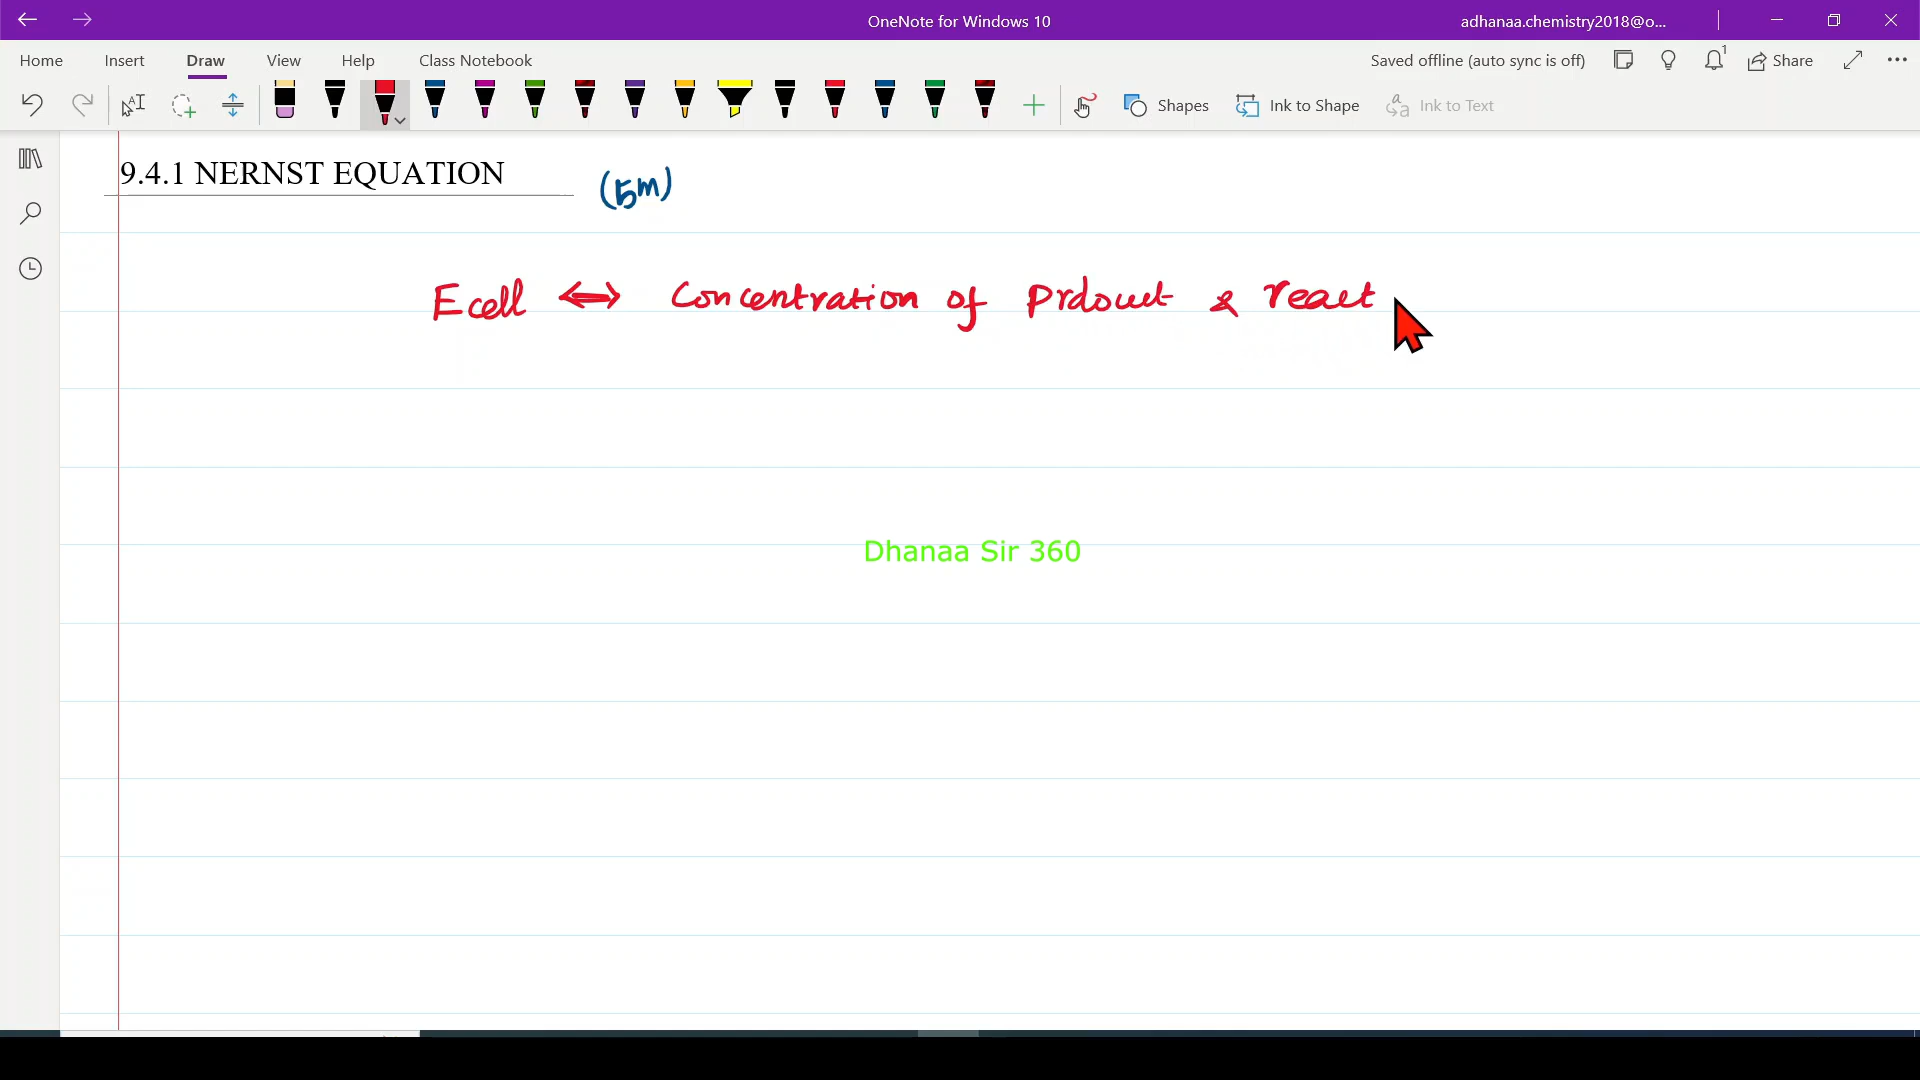 OneNote for Windows 10
adhanaa.chemistry2018@o...
Home Insert Draw View Help Class Notebook
Saved offline (auto sync is off)
1
Share
Shapes Ink to Shape Ink to Text
9.4.1 NERNST EQUATION (5m)
Ecell ⟺ Concentration of Prdouct & react
Dhanaa Sir 360